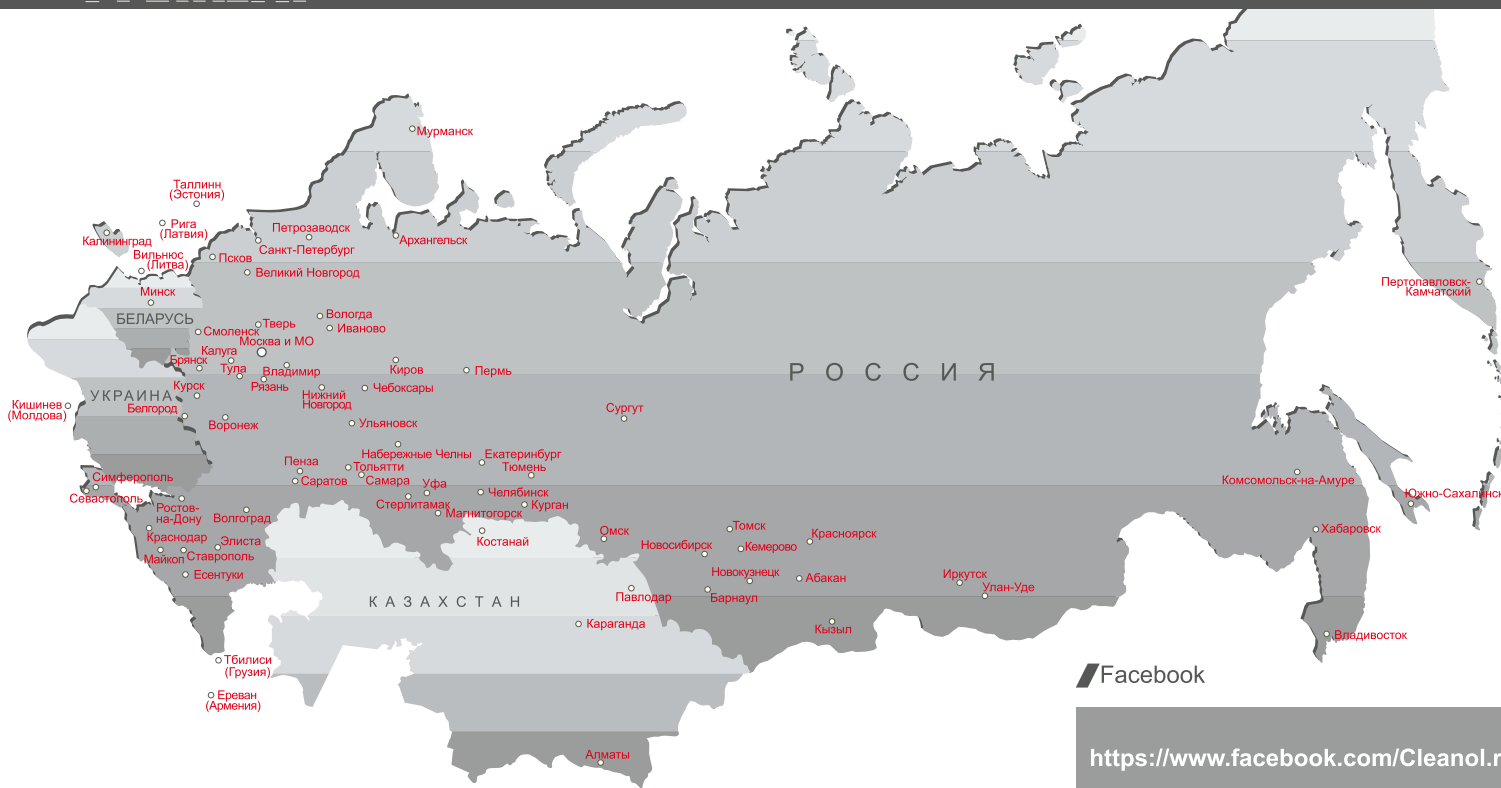 Мурманск
Таллинн
(Эстония)
Рига
(Латвия)
Калининград
Вильнюс
(Литва)
Петрозаводск
Санкт-Петербург
Архангельск
Псков
Великий Новгород
Минск
БЕЛАРУСЬ
Пертопавловск-
Камчатский
Вологда
Тверь
Иваново
Смоленск
Москва и МО
Калуга
Брянск
Тула
Владимир
Киров
Пермь
РОССИЯ
Рязань
Курск
Нижний
Новгород
Чебоксары
УКРАИНА
Кишинев
(Молдова)
Белгород
Воронеж
Ульяновск
Сургут
Набережные Челны
Екатеринбург
Пенза
Тольятти
Тюмень
Симферополь
Саратов
Самара
Уфа
Комсомольск-на-Амуре
Севастополь
Челябинск
Южно-Сахалинск
Ростов-
на-Дону
Стерлитамак
Курган
Волгоград
Магнитогорск
Краснодар
Элиста
Костанай
Омск
Томск
Красноярск
Хабаровск
Майкоп
Ставрополь
Новосибирск
Кемерово
Есентуки
Новокузнецк
Абакан
Иркутск
Улан-Уде
КАЗАХСТАН
Павлодар
Барнаул
Караганда
Кызыл
Владивосток
Тбилиси
(Грузия)
Facebook
Ереван
(Армения)
Алматы
https://www.facebook.com/Cleanol.r